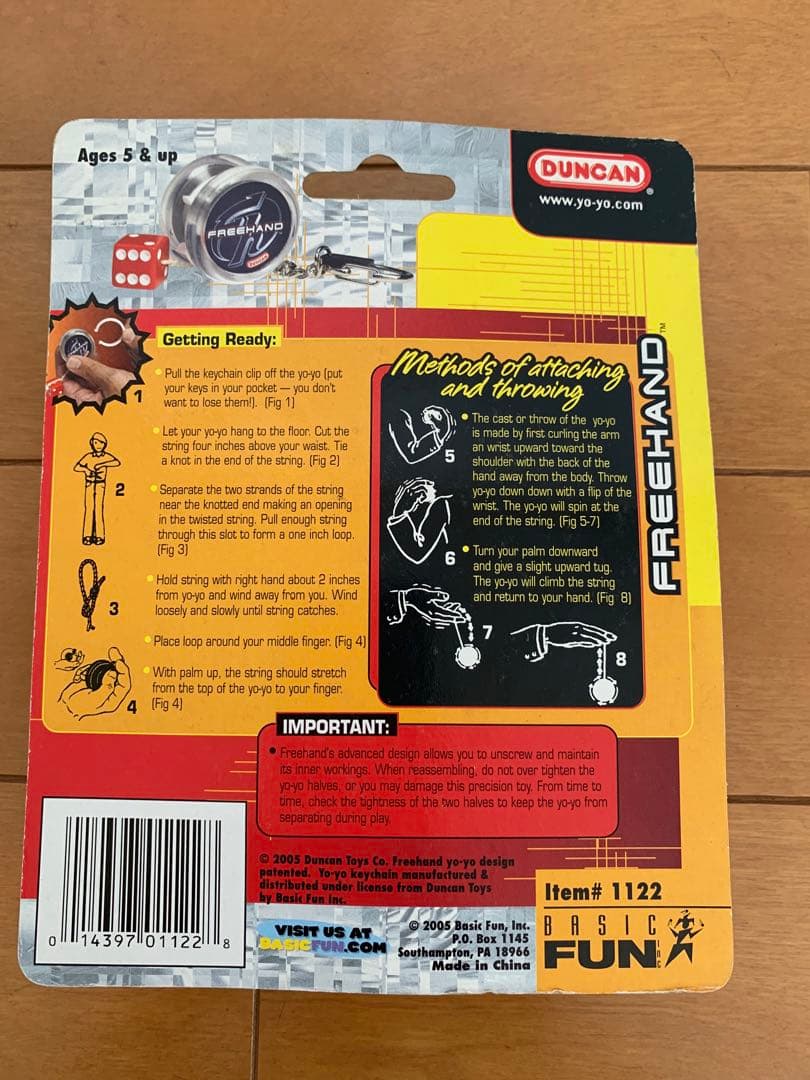 Ages 5 & up
DUNCAN®
www.yo-yo.com
FREEHAND
DUNCAN
FREEHAND™
Getting Ready:
Pull the keychain clip off the yo-yo (put
your keys in your pocket — you don't
want to lose them!). (Fig 1)
1
Let your yo-yo hang to the floor. Cut the
string four inches above your waist. Tie
a knot in the end of the string. (Fig 2)
2
Separate the two strands of the string
near the knotted end making an opening
in the twisted string. Pull enough string
through this slot to form a one inch loop.
(Fig 3)
3
Hold string with right hand about 2 inches
from yo-yo and wind away from you. Wind
loosely and slowly until string catches.
Place loop around your middle finger. (Fig 4)
With palm up, the string should stretch
from the top of the yo-yo to your finger.
(Fig 4)
4
Methods of attaching
and throwing
The cast or throw of the yo-yo
is made by first curling the arm
an wrist upward toward the
shoulder with the back of the
hand away from the body. Throw
yo-yo down down with a flip of the
wrist. The yo-yo will spin at the
end of the string. (Fig 5-7)
5
6
Turn your palm downward
and give a slight upward tug.
The yo-yo will climb the string
and return to your hand. (Fig 8)
7
8
IMPORTANT:
Freehand's advanced design allows you to unscrew and maintain
its inner workings. When reassembling, do not over tighten the
yo-yo halves, or you may damage this precision toy. From time to
time, check the tightness of the two halves to keep the yo-yo from
separating during play.
© 2005 Duncan Toys Co. Freehand yo-yo design
patented. Yo-yo keychain manufactured &
distributed under license from Duncan Toys
by Basic Fun Inc.
0 14397 01122 8
VISIT US AT
BASICFUN.COM
© 2005 Basic Fun, Inc.
P.O. Box 1145
Southampton, PA 18966
Made in China
Item# 1122
BASIC
FUN INC